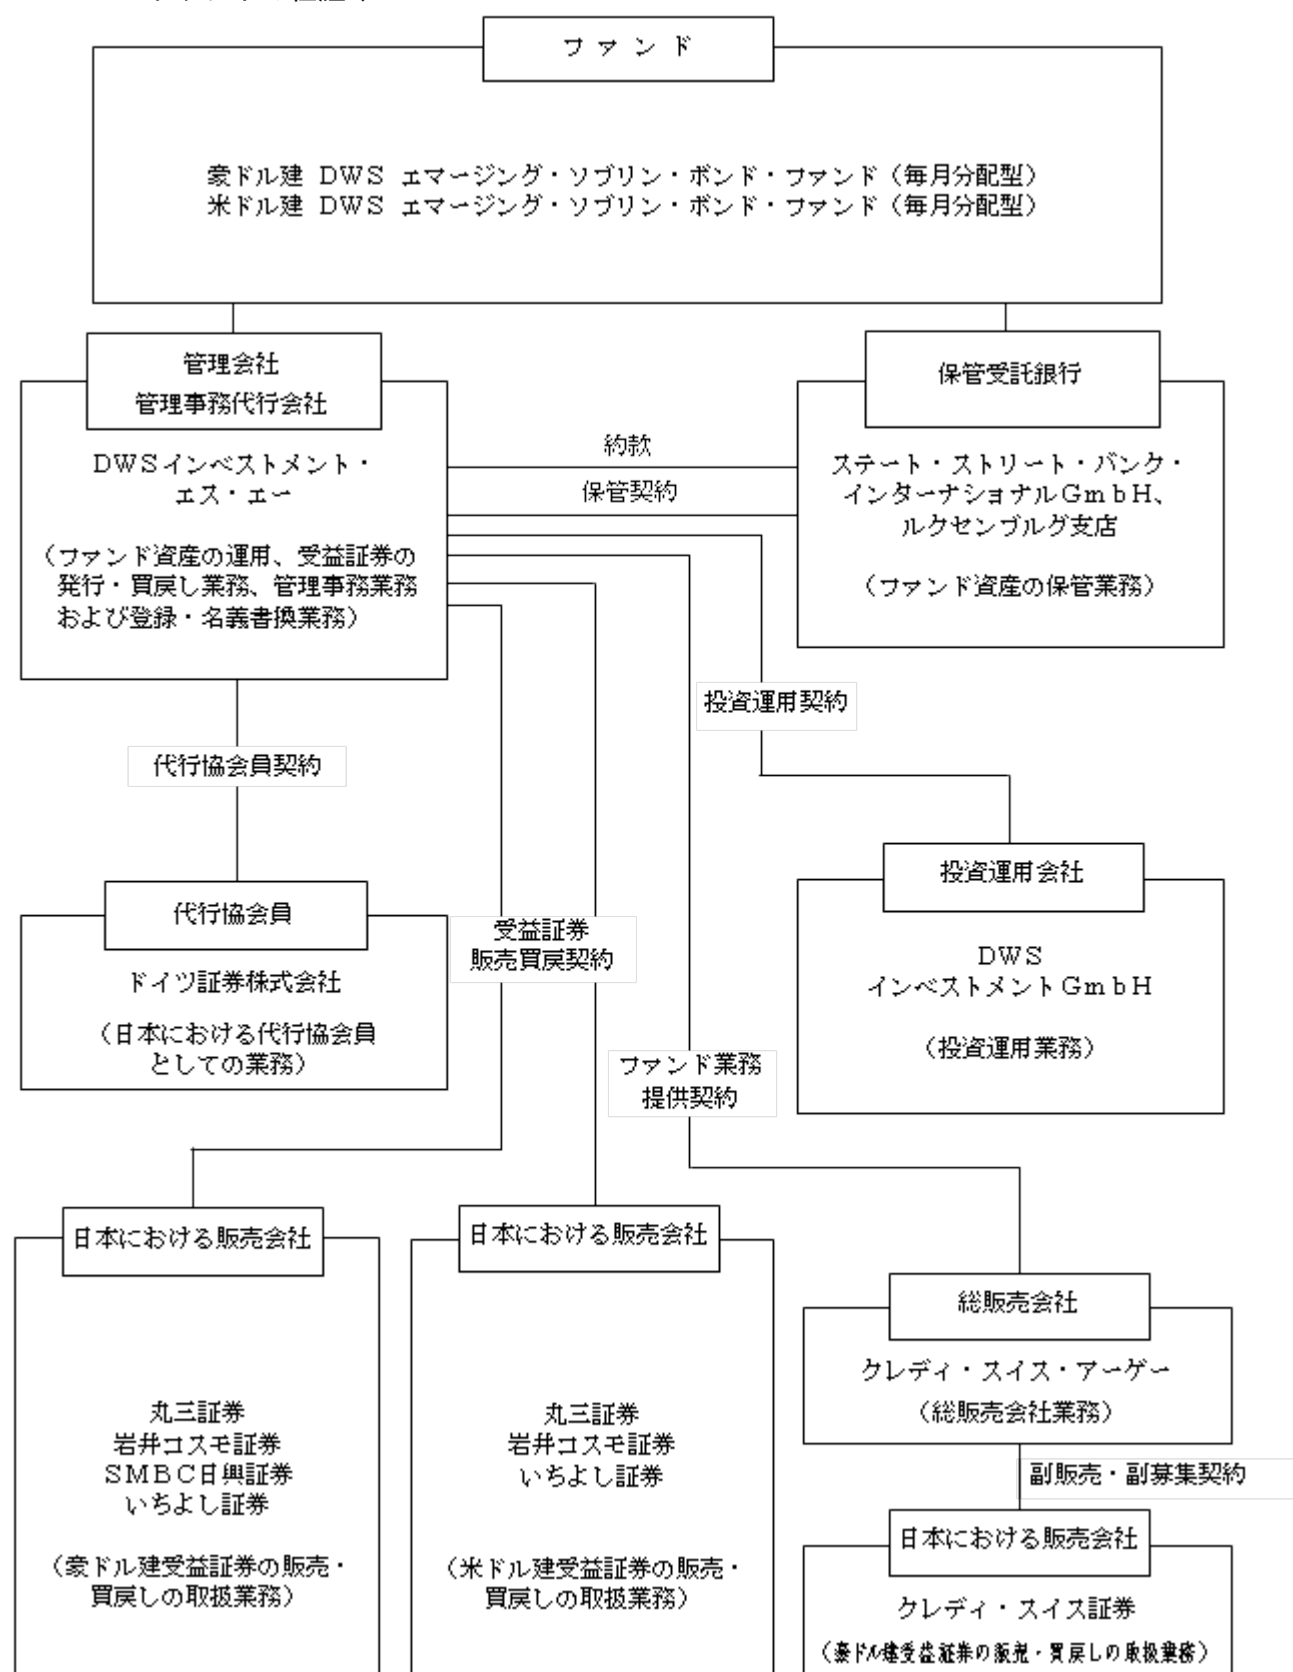 ファンド
豪ドル建 DWS エマージング・ソブリン・ボンド・ファンド（毎月分配型）
米ドル建 DWS エマージング・ソブリン・ボンド・ファンド（毎月分配型）
管理会社
管理事務代行会社
DWSインベストメント・
エス・エー
（ファンド資産の運用、受益証券の
発行・買戻し業務、管理事務業務
および登録・名義書換業務）
約款
保管契約
保管受託銀行
ステート・ストリート・バンク・
インターナショナルGmbH、
ルクセンブルグ支店
（ファンド資産の保管業務）
投資運用契約
代行協会員契約
投資運用会社
DWS
インベストメントGmbH
（投資運用業務）
代行協会員
ドイツ証券株式会社
（日本における代行協会員
としての業務）
受益証券
販売買戻契約
ファンド業務
提供契約
日本における販売会社
丸三証券
岩井コスモ証券
SMBC日興証券
いちよし証券
（豪ドル建受益証券の販売・
買戻しの取扱業務）
日本における販売会社
丸三証券
岩井コスモ証券
いちよし証券
（米ドル建受益証券の販売・
買戻しの取扱業務）
総販売会社
クレディ・スイス・アーゲー
（総販売会社業務）
副販売・副募集契約
日本における販売会社
クレディ・スイス証券
（豪ドル建受益証券の販売・買戻しの取扱業務）